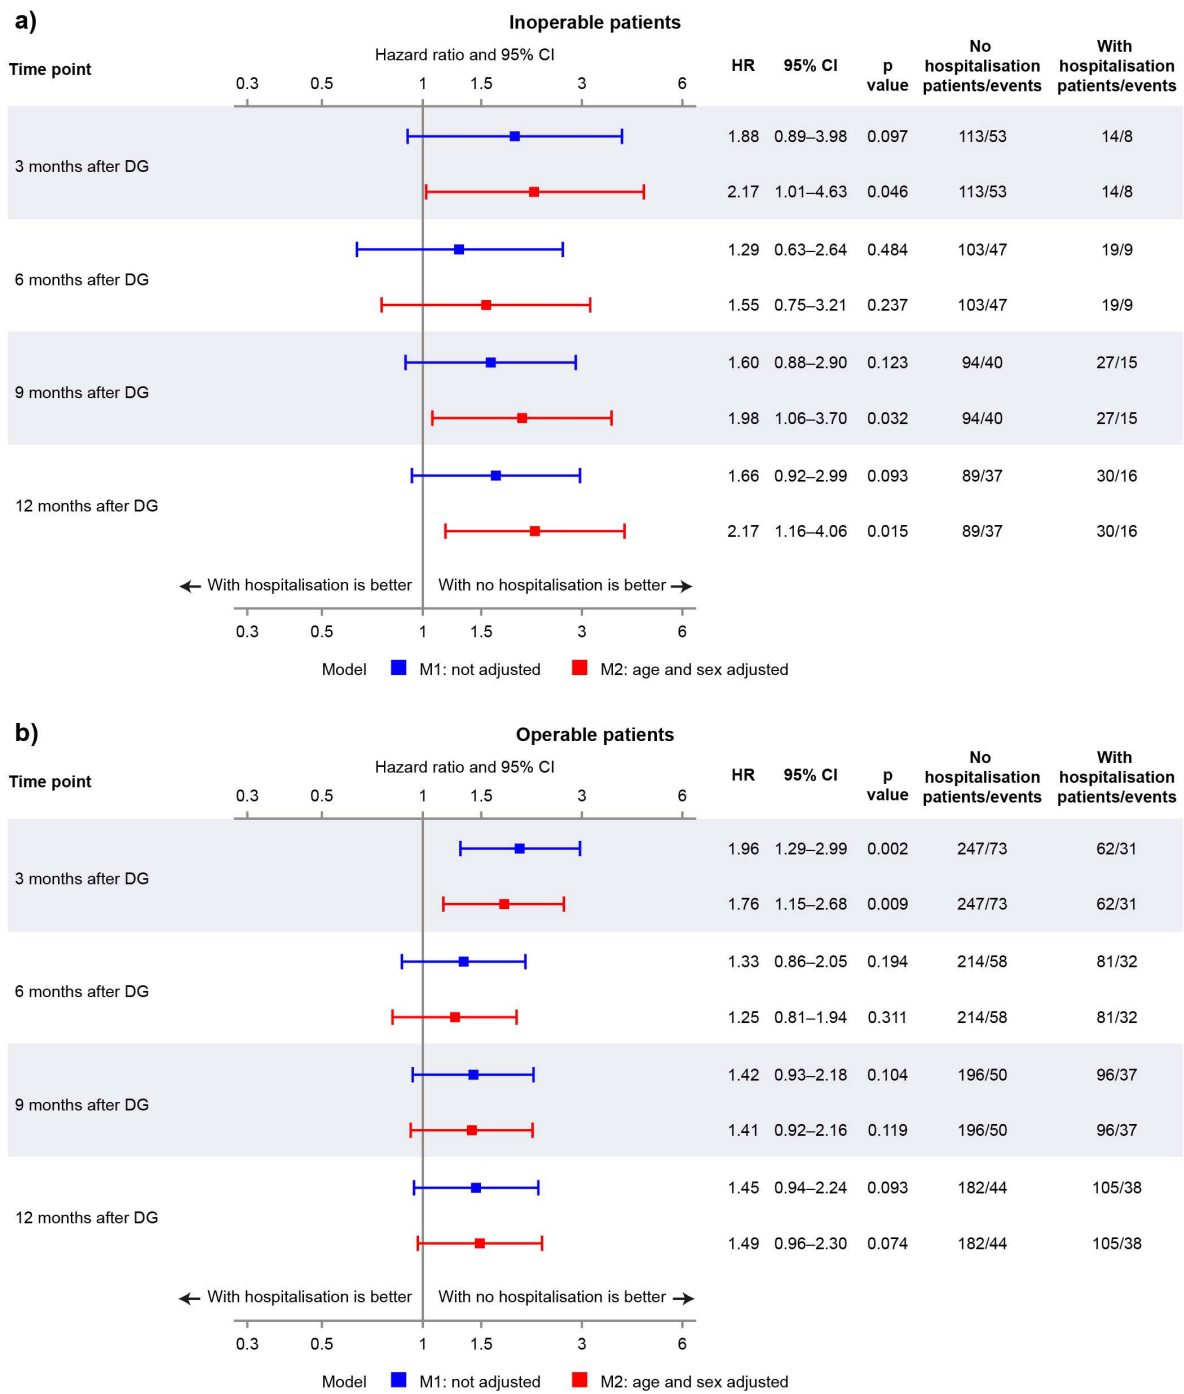 a)
Inoperable patients
Time point
Hazard ratio and 95% CI
HR 95% CI p value No hospitalisation patients/events With hospitalisation patients/events
0.3 0.5 1 1.5 3 6
3 months after DG
1.88 0.89–3.98 0.097 113/53 14/8
2.17 1.01–4.63 0.046 113/53 14/8
6 months after DG
1.29 0.63–2.64 0.484 103/47 19/9
1.55 0.75–3.21 0.237 103/47 19/9
9 months after DG
1.60 0.88–2.90 0.123 94/40 27/15
1.98 1.06–3.70 0.032 94/40 27/15
12 months after DG
1.66 0.92–2.99 0.093 89/37 30/16
2.17 1.16–4.06 0.015 89/37 30/16
With hospitalisation is better With no hospitalisation is better
0.3 0.5 1 1.5 3 6
Model M1: not adjusted M2: age and sex adjusted
b)
Operable patients
Time point
Hazard ratio and 95% CI
HR 95% CI p value No hospitalisation patients/events With hospitalisation patients/events
0.3 0.5 1 1.5 3 6
3 months after DG
1.96 1.29–2.99 0.002 247/73 62/31
1.76 1.15–2.68 0.009 247/73 62/31
6 months after DG
1.33 0.86–2.05 0.194 214/58 81/32
1.25 0.81–1.94 0.311 214/58 81/32
9 months after DG
1.42 0.93–2.18 0.104 196/50 96/37
1.41 0.92–2.16 0.119 196/50 96/37
12 months after DG
1.45 0.94–2.24 0.093 182/44 105/38
1.49 0.96–2.30 0.074 182/44 105/38
With hospitalisation is better With no hospitalisation is better
0.3 0.5 1 1.5 3 6
Model M1: not adjusted M2: age and sex adjusted